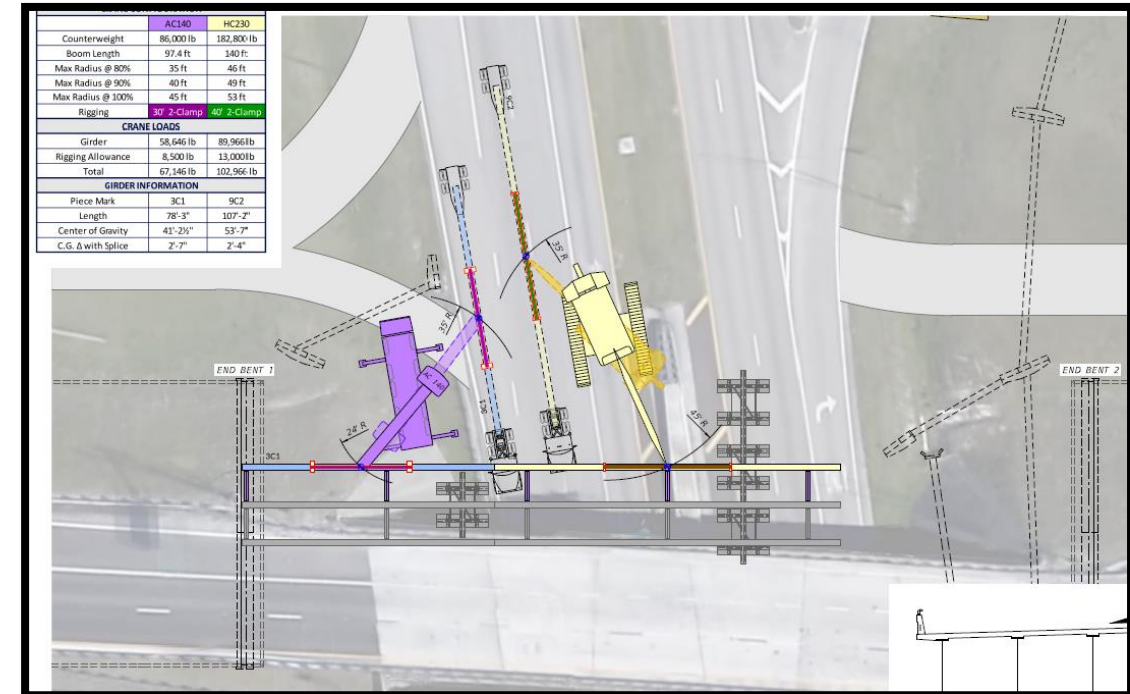 AC140 HC230
Counterweight 86,000 lb 182,800 lb
Boom Length 97.4 ft 140 ft
Max Radius @ 80% 35 ft 46 ft
Max Radius @ 90% 40 ft 49 ft
Max Radius @ 100% 45 ft 53 ft
Rigging 30' 2-Clamp 40' 2-Clamp
CRANE LOADS
Girder 58,646 lb 89,966 lb
Rigging Allowance 8,500 lb 13,000 lb
Total 67,146 lb 102,966 lb
GIRDER INFORMATION
Piece Mark 3C1 9C2
Length 78'-3" 107'-2"
Center of Gravity 41'-2½" 53'-7"
C.G. Δ with Splice 2'-7" 2'-4"
35' R
35' R
AC 140
END BENT 1
END BENT 2
3C1
24' R
45' R
3C1